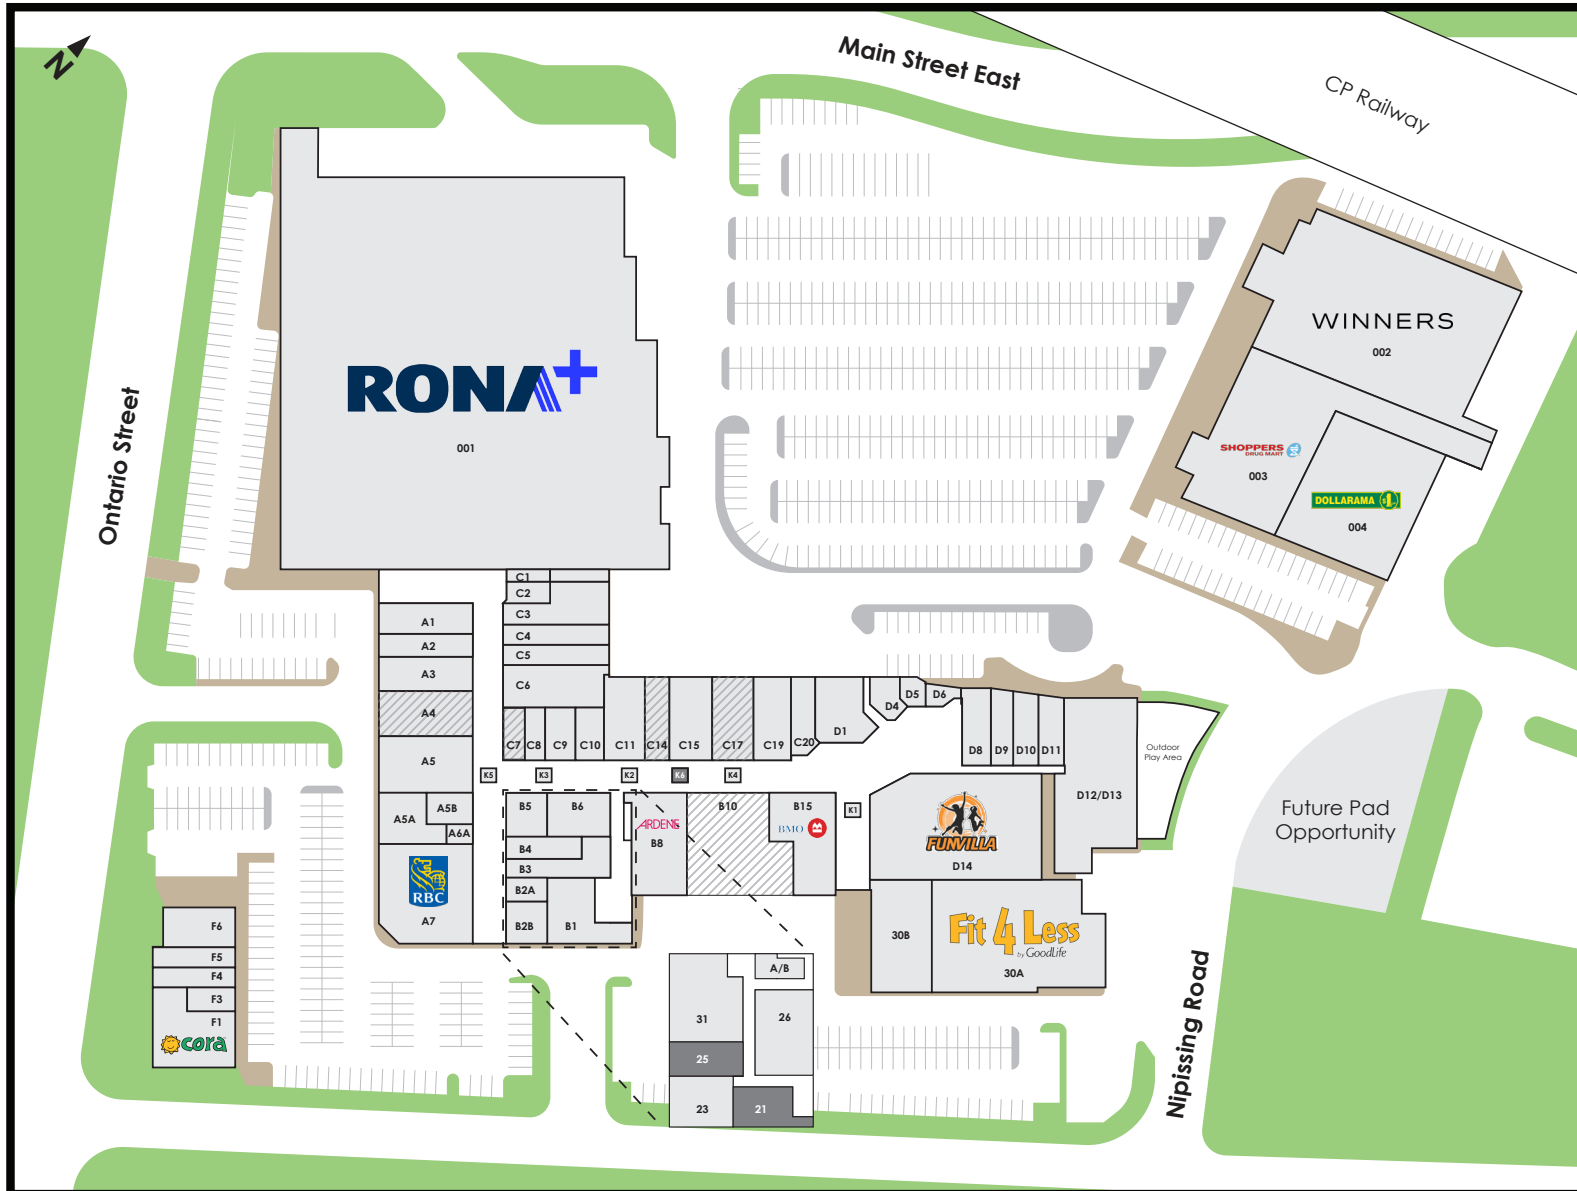 N
Main Street East
CP Railway
Ontario Street
RONA+
001
WINNERS
002
SHOPPERS
DRUG MART
003
DOLLARAMA $1
004
C1
C2
C3
C4
C5
C6
A1
A2
A3
A4
A5
A5A
A5B
A6A
RBC
A7
C7
C8
C9
C10
C11
C14
C15
C17
C19
C20
D1
D4
D5
D6
D8
D9
D10
D11
D12/D13
Outdoor
Play Area
Future Pad
Opportunity
K5
K3
K2
K6
K4
K1
B5
B6
B4
B3
B2A
B2B
B1
ARDENE
B8
B10
B15
BMO
FUNVILLA
D14
30B
Fit 4 Less
by GoodLife
30A
F6
F5
F4
F3
F1
cora
A/B
31
26
25
23
21
Nipissing Road